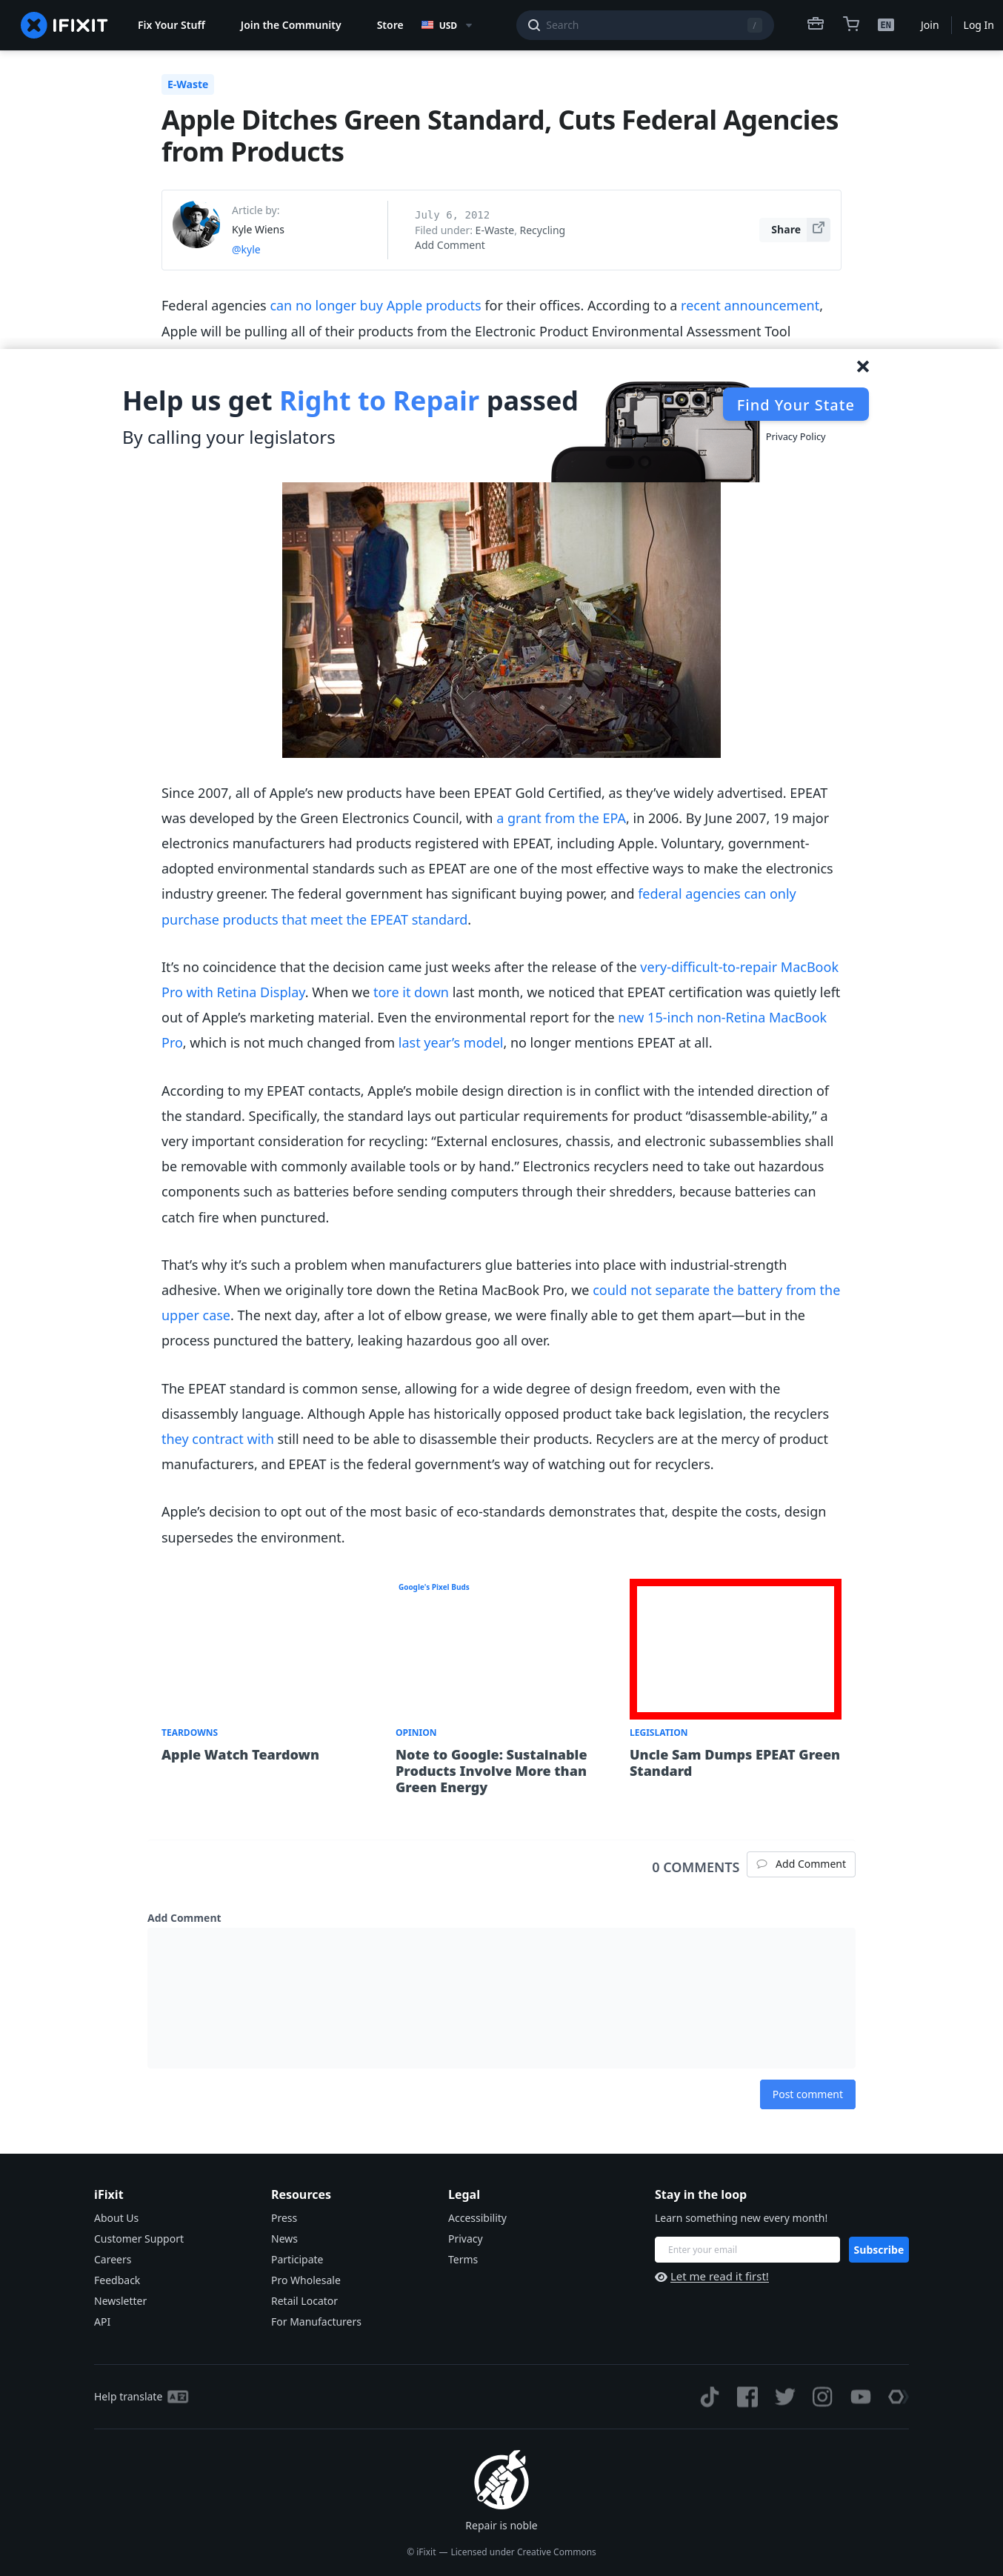 IFIXIT
Fix Your Stuff
Join the Community
Store
USD
Search
/
EN
Join
Log In
E-Waste
Apple Ditches Green Standard, Cuts Federal Agencies
from Products
Article by:
Kyle Wiens
@kyle
July 6, 2012
Filed under: E-Waste, Recycling
Add Comment
Share
Federal agencies can no longer buy Apple products for their offices. According to a recent announcement,
Apple will be pulling all of their products from the Electronic Product Environmental Assessment Tool
Help us get Right to Repair passed
By calling your legislators
Find Your State
Privacy Policy
Since 2007, all of Apple’s new products have been EPEAT Gold Certified, as they’ve widely advertised. EPEAT
was developed by the Green Electronics Council, with a grant from the EPA, in 2006. By June 2007, 19 major
electronics manufacturers had products registered with EPEAT, including Apple. Voluntary, government-
adopted environmental standards such as EPEAT are one of the most effective ways to make the electronics
industry greener. The federal government has significant buying power, and federal agencies can only
purchase products that meet the EPEAT standard.
It’s no coincidence that the decision came just weeks after the release of the very-difficult-to-repair MacBook
Pro with Retina Display. When we tore it down last month, we noticed that EPEAT certification was quietly left
out of Apple’s marketing material. Even the environmental report for the new 15-inch non-Retina MacBook
Pro, which is not much changed from last year’s model, no longer mentions EPEAT at all.
According to my EPEAT contacts, Apple’s mobile design direction is in conflict with the intended direction of
the standard. Specifically, the standard lays out particular requirements for product “disassemble-ability,” a
very important consideration for recycling: “External enclosures, chassis, and electronic subassemblies shall
be removable with commonly available tools or by hand.” Electronics recyclers need to take out hazardous
components such as batteries before sending computers through their shredders, because batteries can
catch fire when punctured.
That’s why it’s such a problem when manufacturers glue batteries into place with industrial-strength
adhesive. When we originally tore down the Retina MacBook Pro, we could not separate the battery from the
upper case. The next day, after a lot of elbow grease, we were finally able to get them apart—but in the
process punctured the battery, leaking hazardous goo all over.
The EPEAT standard is common sense, allowing for a wide degree of design freedom, even with the
disassembly language. Although Apple has historically opposed product take back legislation, the recyclers
they contract with still need to be able to disassemble their products. Recyclers are at the mercy of product
manufacturers, and EPEAT is the federal government’s way of watching out for recyclers.
Apple’s decision to opt out of the most basic of eco-standards demonstrates that, despite the costs, design
supersedes the environment.
Google's Pixel Buds
TEARDOWNS
Apple Watch Teardown
OPINION
Note to Google: Sustainable
Products Involve More than
Green Energy
LEGISLATION
Uncle Sam Dumps EPEAT Green
Standard
0 COMMENTS
Add Comment
Add Comment
Post comment
iFixit
About Us
Customer Support
Careers
Feedback
Newsletter
API
Resources
Press
News
Participate
Pro Wholesale
Retail Locator
For Manufacturers
Legal
Accessibility
Privacy
Terms
Stay in the loop
Learn something new every month!
Enter your email
Subscribe
Let me read it first!
Help translate
Repair is noble
© iFixit — Licensed under Creative Commons